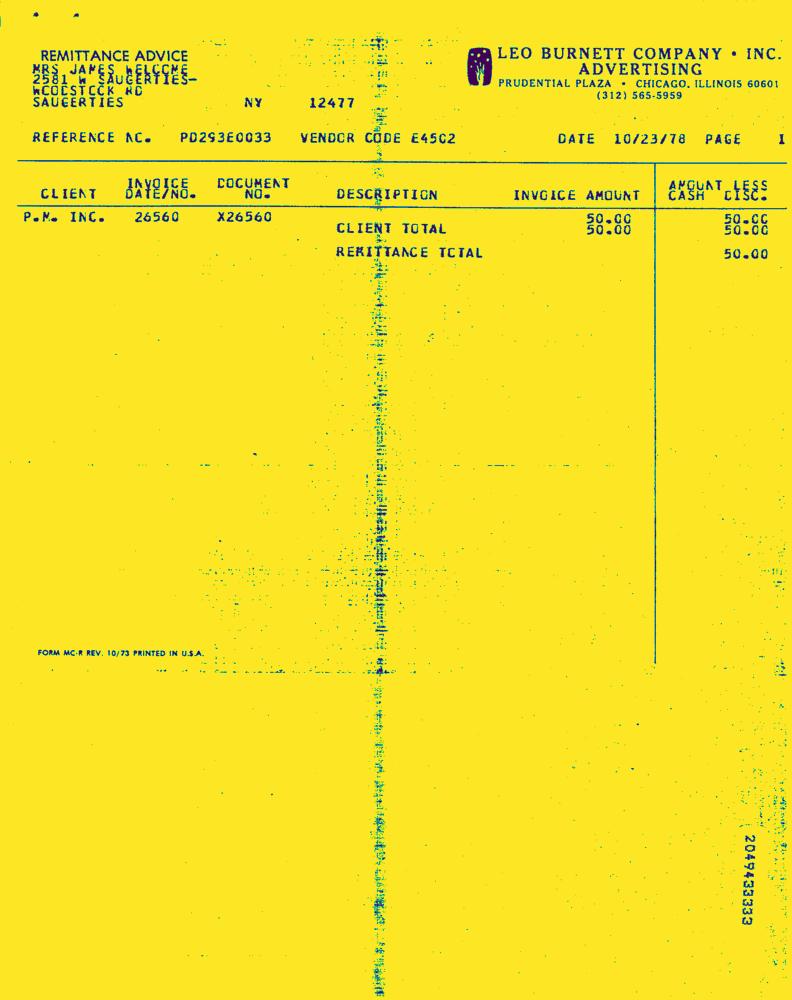 REMITTANCE ADVICE
MRS JAMES WELCOME
2581 W SAUGERTIES-
WOODSTOCK RD
SAUGERTIES NY 12477
LEO BURNETT COMPANY • INC.
ADVERTISING
PRUDENTIAL PLAZA • CHICAGO, ILLINOIS 60601
(312) 565-5959
REFERENCE NO. PD293E0033 VENDOR CODE E4502 DATE 10/23/78 PAGE 1
CLIENT INVOICE DATE/NO. DOCUMENT NO. DESCRIPTION INVOICE AMOUNT AMOUNT LESS CASH DISC.
P.M. INC. 26560 X26560 50.00 50.00
CLIENT TOTAL 50.00 50.00
REMITTANCE TOTAL 50.00
FORM MC-R REV. 10/73 PRINTED IN U.S.A.
2049433333